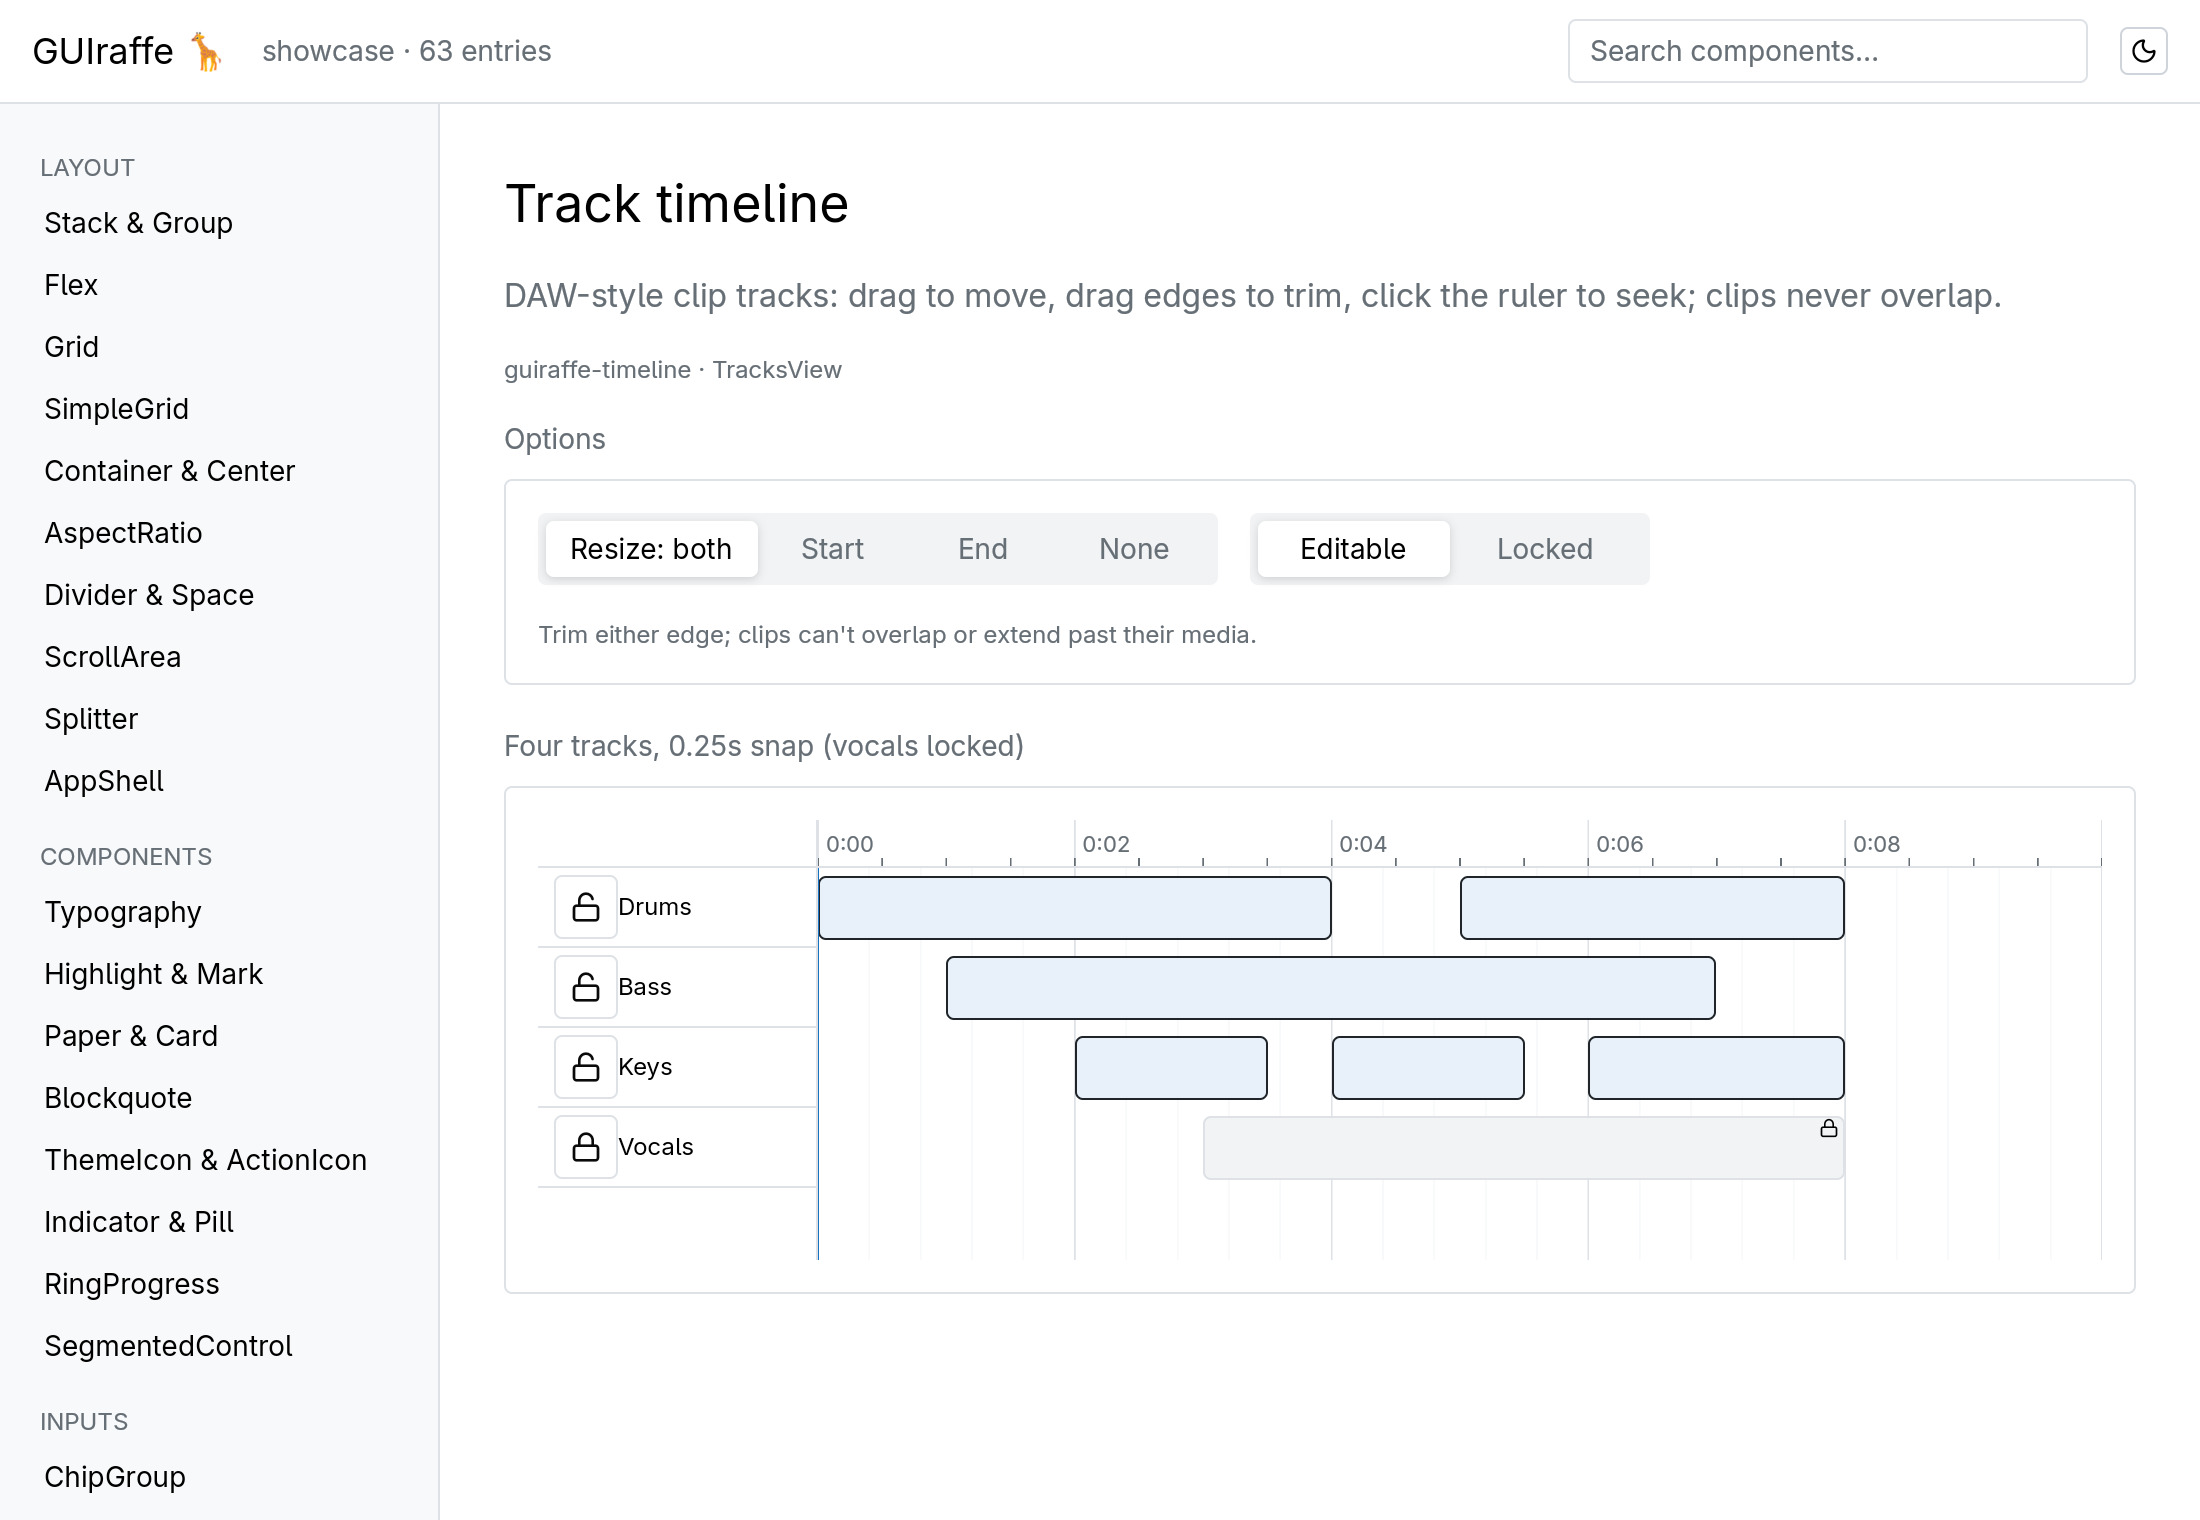 GUIraffe 🦒 showcase · 63 entries
Search components...
LAYOUT
Stack & Group
Flex
Grid
SimpleGrid
Container & Center
AspectRatio
Divider & Space
ScrollArea
Splitter
AppShell
COMPONENTS
Typography
Highlight & Mark
Paper & Card
Blockquote
ThemeIcon & ActionIcon
Indicator & Pill
RingProgress
SegmentedControl
INPUTS
ChipGroup
Track timeline
DAW-style clip tracks: drag to move, drag edges to trim, click the ruler to seek; clips never overlap.
guiraffe-timeline · TracksView
Options
Resize: both Start End None Editable Locked
Trim either edge; clips can't overlap or extend past their media.
Four tracks, 0.25s snap (vocals locked)
0:00 0:02 0:04 0:06 0:08
Drums
Bass
Keys
Vocals